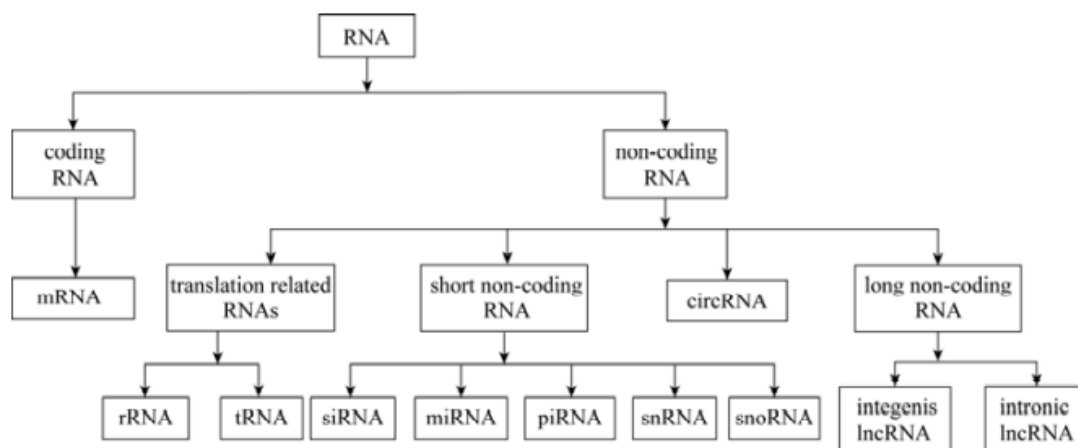 RNA
coding
RNA
non-coding
RNA
mRNA
translation related
RNAs
short non-coding
RNA
circRNA
long non-coding
RNA
rRNA
tRNA
siRNA
miRNA
piRNA
snRNA
snoRNA
integenis
lncRNA
intronic
lncRNA